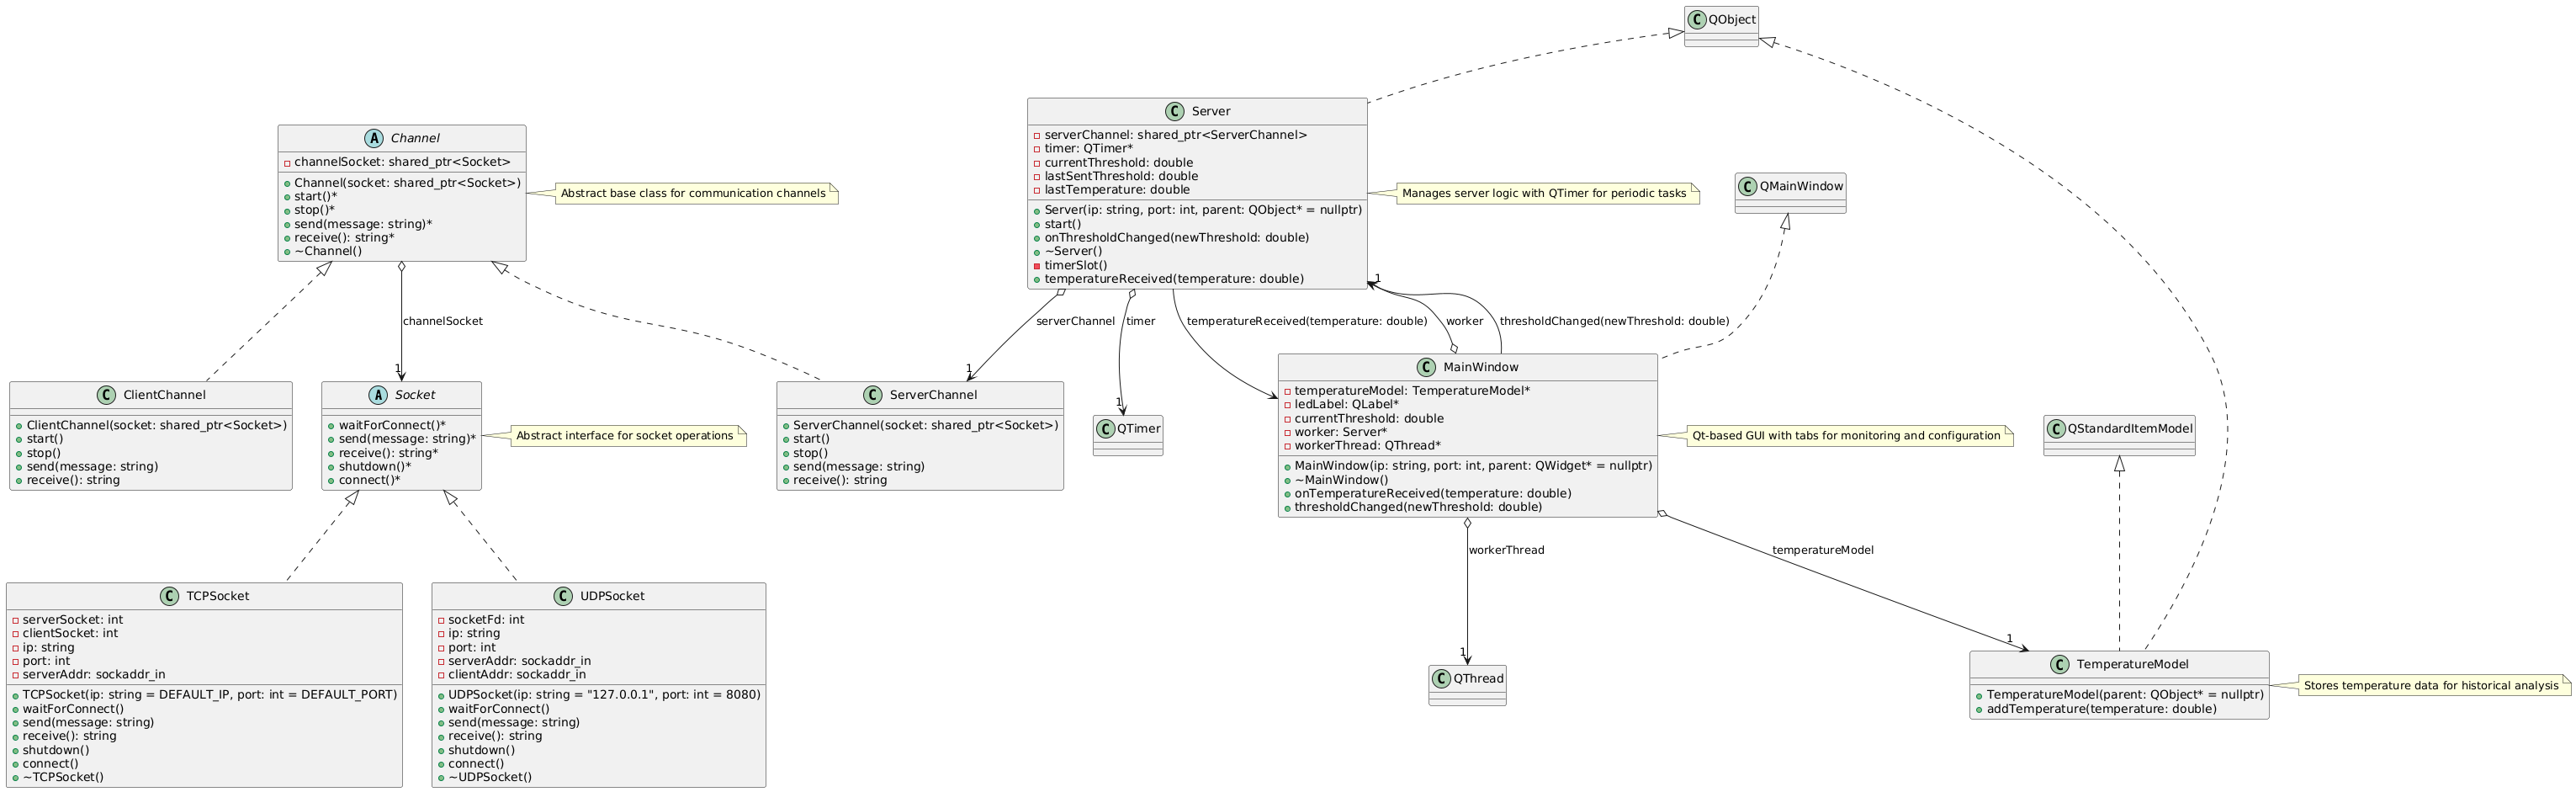 QObject
Server
serverChannel: shared_ptr<ServerChannel>
timer: QTimer*
currentThreshold: double
lastSentThreshold: double
lastTemperature: double
Server(ip: string, port: int, parent: QObject* = nullptr)
start()
onThresholdChanged(newThreshold: double)
~Server()
timerSlot()
temperatureReceived(temperature: double)
Manages server logic with QTimer for periodic tasks
Channel
channelSocket: shared_ptr<Socket>
Channel(socket: shared_ptr<Socket>)
start()*
stop()*
send(message: string)*
receive(): string*
~Channel()
Abstract base class for communication channels
QMainWindow
1
channelSocket
serverChannel
timer
temperatureReceived(temperature: double)
worker
thresholdChanged(newThreshold: double)
1
1
1
ClientChannel
ClientChannel(socket: shared_ptr<Socket>)
start()
stop()
send(message: string)
receive(): string
Socket
waitForConnect()*
send(message: string)*
receive(): string*
shutdown()*
connect()*
Abstract interface for socket operations
ServerChannel
ServerChannel(socket: shared_ptr<Socket>)
start()
stop()
send(message: string)
receive(): string
QTimer
MainWindow
temperatureModel: TemperatureModel*
ledLabel: QLabel*
currentThreshold: double
worker: Server*
workerThread: QThread*
MainWindow(ip: string, port: int, parent: QWidget* = nullptr)
~MainWindow()
onTemperatureReceived(temperature: double)
thresholdChanged(newThreshold: double)
Qt-based GUI with tabs for monitoring and configuration
QStandardItemModel
workerThread
temperatureModel
1
1
TCPSocket
serverSocket: int
clientSocket: int
ip: string
port: int
serverAddr: sockaddr_in
TCPSocket(ip: string = DEFAULT_IP, port: int = DEFAULT_PORT)
waitForConnect()
send(message: string)
receive(): string
shutdown()
connect()
~TCPSocket()
UDPSocket
socketFd: int
ip: string
port: int
serverAddr: sockaddr_in
clientAddr: sockaddr_in
UDPSocket(ip: string = "127.0.0.1", port: int = 8080)
waitForConnect()
send(message: string)
receive(): string
shutdown()
connect()
~UDPSocket()
QThread
TemperatureModel
TemperatureModel(parent: QObject* = nullptr)
addTemperature(temperature: double)
Stores temperature data for historical analysis